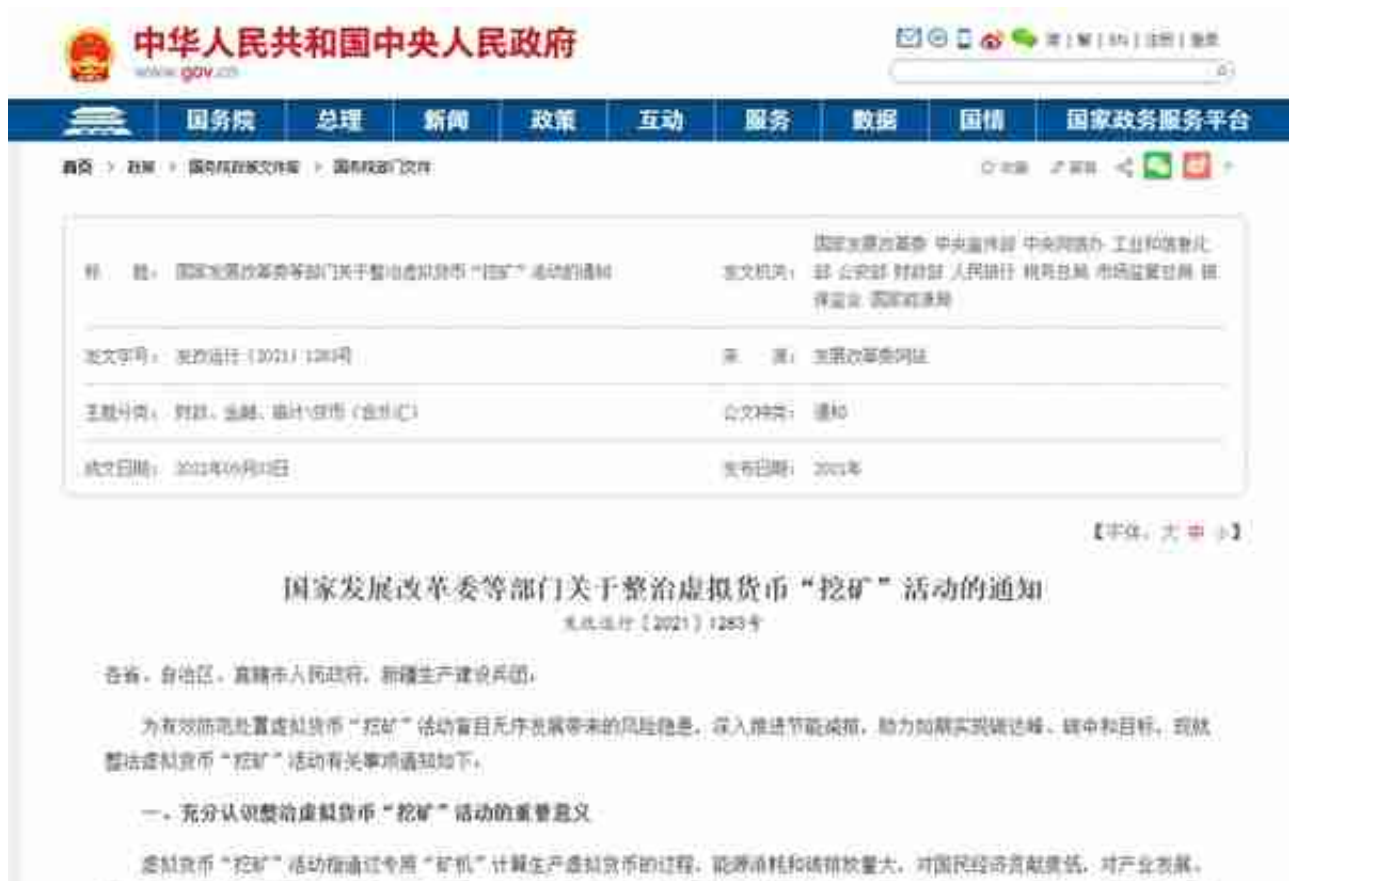 中华人民共和国中央人民政府
www.gov.cn
简 | 繁 | EN | 注册 | 登录
国务院 总理 新闻 政策 互动 服务 数据 国情 国家政务服务平台
首页 > 政策 > 国务院政策文件库 > 国务院部门文件
收藏
标 题： 国家发展改革委等部门关于整治虚拟货币“挖矿”活动的通知
发文机关： 国家发展改革委 中央宣传部 中央网信办 工业和信息化
部 公安部 财政部 人民银行 税务总局 市场监管总局 银
保监会 国家能源局
发文字号： 发改运行〔2021〕1283号
来 源： 发展改革委网站
主题分类： 财政、金融、审计\货币（含外汇）
公文种类： 通知
成文日期： 2021年09月03日
发布日期： 2021年
【字体：大 中 小】
国家发展改革委等部门关于整治虚拟货币“挖矿”活动的通知
发改运行〔2021〕1283号
各省、自治区、直辖市人民政府，新疆生产建设兵团：
为有效防范处置虚拟货币“挖矿”活动盲目无序发展带来的风险隐患，深入推进节能减排，助力如期实现碳达峰、碳中和目标，现就
整治虚拟货币“挖矿”活动有关事项通知如下：
一、充分认识整治虚拟货币“挖矿”活动的重要意义
虚拟货币“挖矿”活动指通过专用“矿机”计算生产虚拟货币的过程，能源消耗和碳排放量大，对国民经济贡献度低，对产业发展、